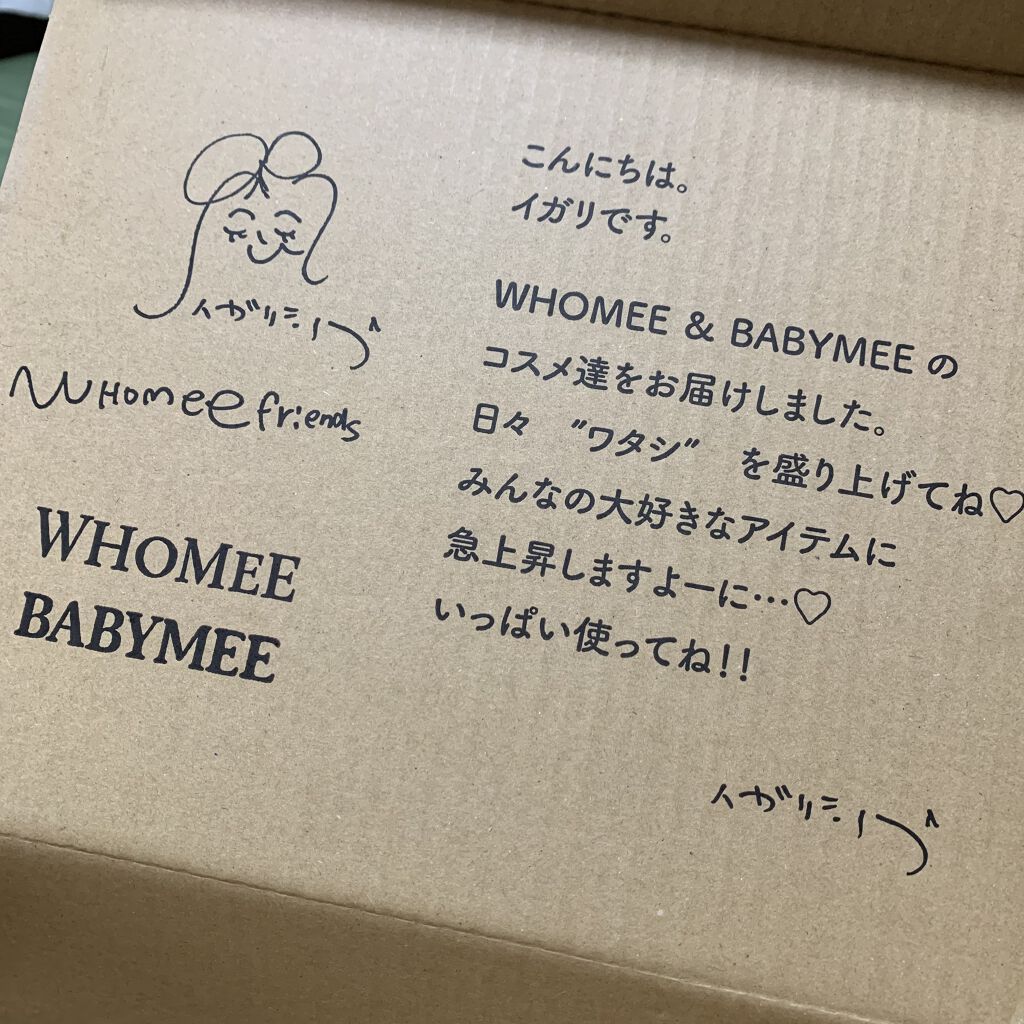 イガリシノブ
WHOMEE friends
WHOMEE
BABYMEE
こんにちは。
イガリです。
WHOMEE & BABYMEE の
コスメ達をお届けしました。
日々 "ワタシ" を盛り上げてね♡
みんなの大好きなアイテムに
急上昇しますよーに…♡
いっぱい使ってね!!
イガリシノブ